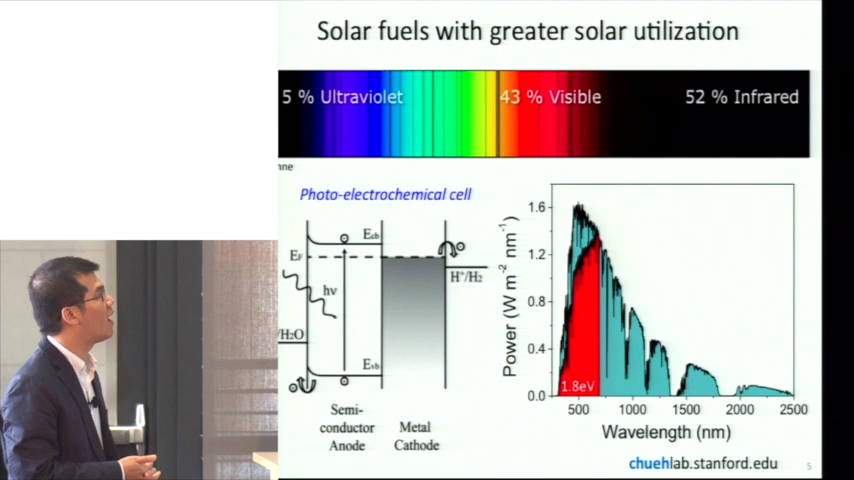 Solar fuels with greater solar utilization
5 % Ultraviolet
43 % Visible
52 % Infrared
nne
Photo-electrochemical cell
Ecb
EF
hν
H⁺/H₂
/H₂O
Evb
Semi-
conductor
Anode
Metal
Cathode
Power (W m⁻² nm⁻¹)
1.6
1.2
0.8
0.4
0.0
1.8eV
500
1000
1500
2000
2500
Wavelength (nm)
chuehlab.stanford.edu
5